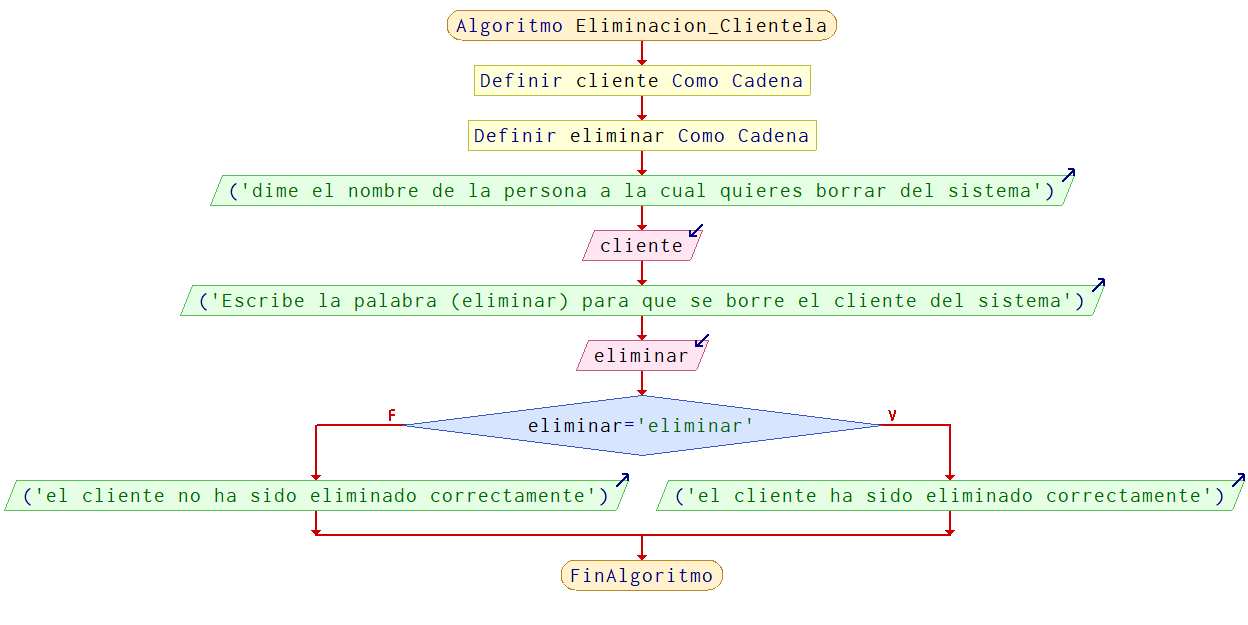 Algoritmo Eliminacion_Clientela
Definir cliente Como Cadena
Definir eliminar Como Cadena
('dime el nombre de la persona a la cual quieres borrar del sistema')
cliente
('Escribe la palabra (eliminar) para que se borre el cliente del sistema')
eliminar
F
V
eliminar='eliminar'
('el cliente no ha sido eliminado correctamente')
('el cliente ha sido eliminado correctamente')
FinAlgoritmo